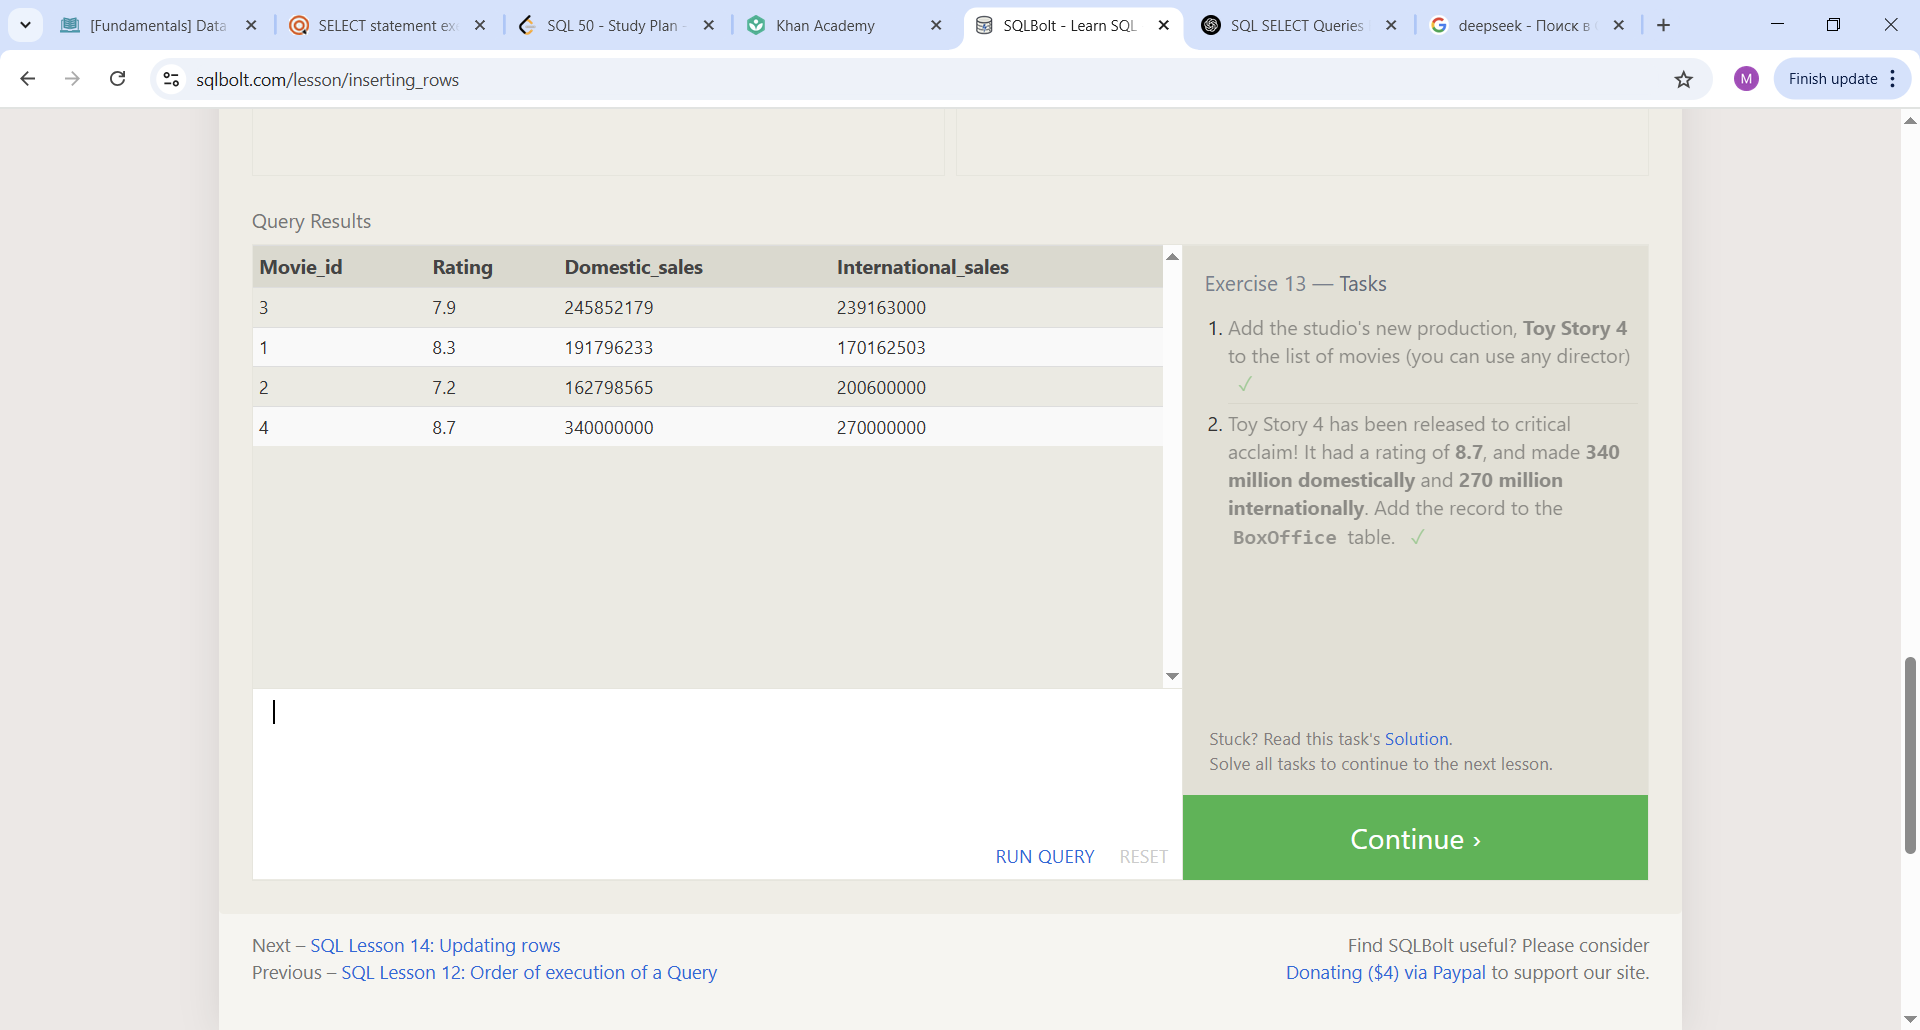 [Fundamentals] Data
SELECT statement exe
SQL 50 - Study Plan -
Khan Academy
SQLBolt - Learn SQL
SQL SELECT Queries
deepseek - Поиск в
sqlbolt.com/lesson/inserting_rows
M
Finish update
Query Results
Movie_id Rating Domestic_sales International_sales
3 7.9 245852179 239163000
1 8.3 191796233 170162503
2 7.2 162798565 200600000
4 8.7 340000000 270000000
RUN QUERY RESET
Exercise 13 — Tasks
1. Add the studio's new production, Toy Story 4
to the list of movies (you can use any director)
✓
2. Toy Story 4 has been released to critical
acclaim! It had a rating of 8.7, and made 340
million domestically and 270 million
internationally. Add the record to the
BoxOffice table. ✓
Stuck? Read this task's Solution.
Solve all tasks to continue to the next lesson.
Continue ›
Next – SQL Lesson 14: Updating rows
Previous – SQL Lesson 12: Order of execution of a Query
Find SQLBolt useful? Please consider
Donating ($4) via Paypal to support our site.